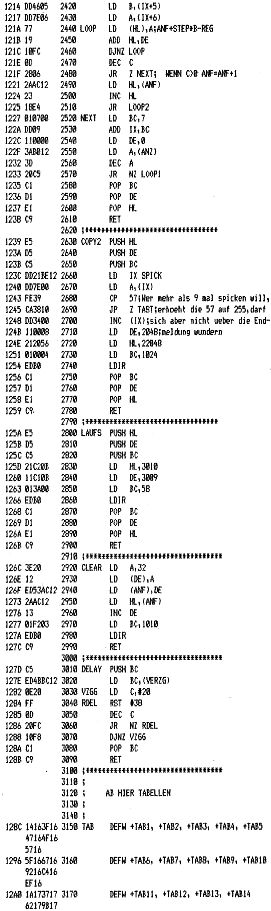 1214 DD4605 2420 LD B,(IX+5)
1217 DD7E06 2430 LD A,(IX+6)
121A 77 2440 LOOP LD (HL),A;ANF+STEP*B-REG
121B 19 2450 ADD HL,DE
121C 10FC 2460 DJNZ LOOP
121E 0D 2470 DEC C
121F 2806 2480 JR Z NEXT; WENN C>0 ANF=ANF+1
1221 2AAC12 2490 LD HL,(ANF)
1224 23 2500 INC HL
1225 18E4 2510 JR LOOP2
1227 010700 2520 NEXT LD BC,7
122A DD09 2530 ADD IX,BC
122C 110000 2540 LD DE,0
122F 3AB012 2550 LD A,(ANZ)
1232 3D 2560 DEC A
1233 20C5 2570 JR NZ LOOP1
1235 C1 2580 POP BC
1236 D1 2590 POP DE
1237 E1 2600 POP HL
1238 C9 2610 RET
2620 ;******************************
1239 E5 2630 COPY2 PUSH HL
123A D5 2640 PUSH DE
123B C5 2650 PUSH BC
123C DD21BE12 2660 LD IX SPICK
1240 DD7E00 2670 LD A,(IX)
1243 FE39 2680 CP 57;Wer mehr als 9 mal spicken will,
1245 CA3810 2690 JP Z TAST;erhoeht die 57 auf 255,darf
1248 DD3400 2700 INC (IX);sich aber nicht ueber die End-
124B 110008 2710 LD DE,2048;meldung wundern
124E 212056 2720 LD HL,22048
1251 010004 2730 LD BC,1024
1254 EDB0 2740 LDIR
1256 C1 2750 POP BC
1257 D1 2760 POP DE
1258 E1 2770 POP HL
1259 C9 2780 RET
2790 ;******************************
125A E5 2800 LAUFS PUSH HL
125B D5 2810 PUSH DE
125C C5 2820 PUSH BC
125D 21C20B 2830 LD HL,3010
1260 11C10B 2840 LD DE,3009
1263 013A00 2850 LD BC,58
1266 EDB0 2860 LDIR
1268 C1 2870 POP BC
1269 D1 2880 POP DE
126A E1 2890 POP HL
126B C9 2900 RET
2910 ;******************************
126C 3E20 2920 CLEAR LD A,32
126E 12 2930 LD (DE),A
126F ED53AC12 2940 LD (ANF),DE
1273 2AAC12 2950 LD HL,(ANF)
1276 13 2960 INC DE
1277 01F203 2970 LD BC,1010
127A EDB0 2980 LDIR
127C C9 2990 RET
3000 ;******************************
127D C5 3010 DELAY PUSH BC
127E ED4BBC12 3020 LD BC,(VERZG)
1282 0E20 3030 VZGG LD C,#20
1284 FF 3040 RDEL RST #38
1285 0D 3050 DEC C
1286 20FC 3060 JR NZ RDEL
1288 10F8 3070 DJNZ VZGG
128A C1 3080 POP BC
128B C9 3090 RET
3100 ;******************************
3110 ;
3120 ; AB HIER TABELLEN
3130 ;
3140 ;
128C 14163F16 3150 TAB DEFW +TAB1, +TAB2, +TAB3, +TAB4, +TAB5
47164F16
5716
1296 5F166716 3160 DEFW +TAB6, +TAB7, +TAB8, +TAB9, +TAB10
9216C416
EF16
12A0 1A173717 3170 DEFW +TAB11, +TAB12, +TAB13, +TAB14
62179B17